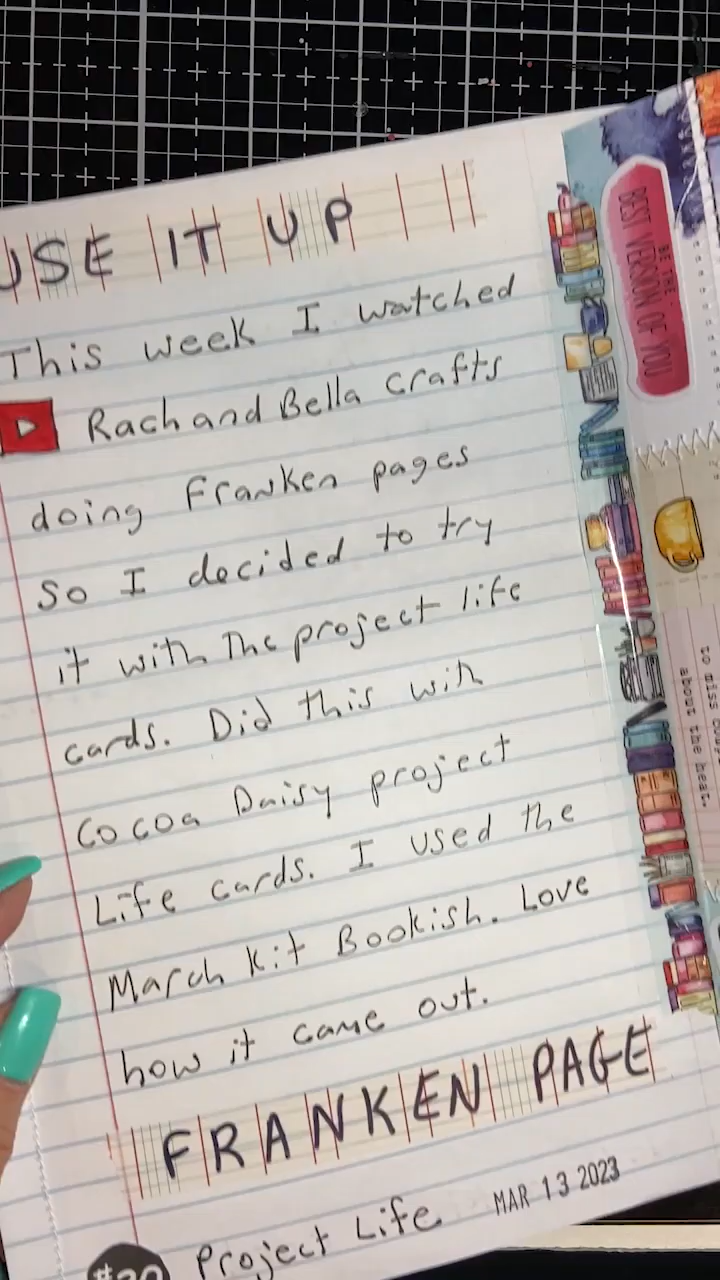 USE IT UP
This week I watched
Rach and Bella crafts
doing Franken pages
so I decided to try
it with The project life
cards. Did this with
Cocoa Daisy project
Life cards. I used the
March kit Bookish. Love
how it came out.
FRANKEN PAGE
MAR 13 2023
Project Life
BE THE
BEST VERSION OF YOU
to miss
about the beat.